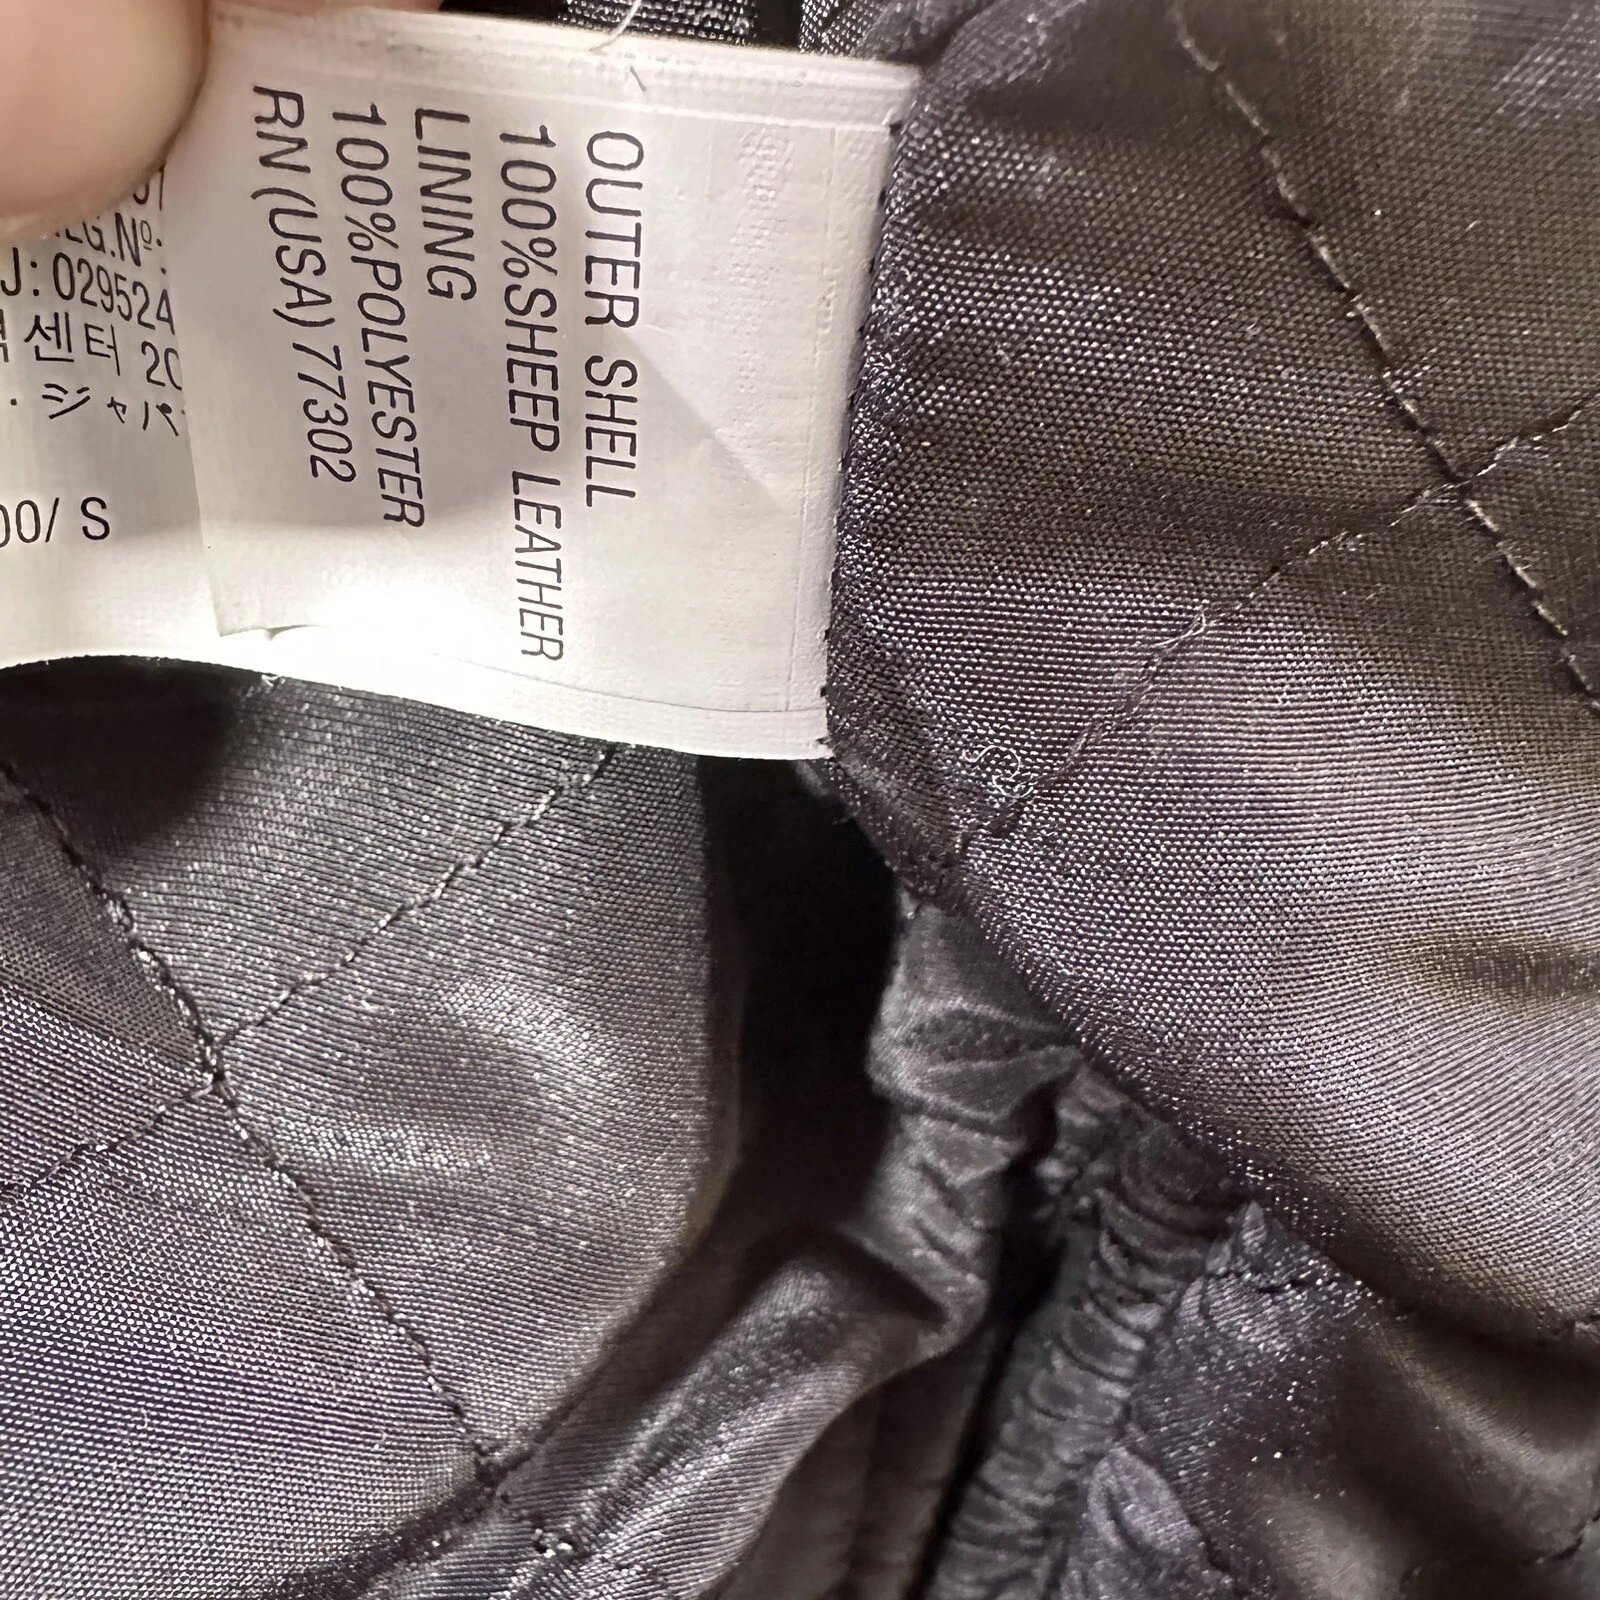 OUTER SHELL
100%SHEEP LEATHER
LINING
100%POLYESTER
RN (USA) 77302
G.Nº.
J: 029524
센터 20
・ジャパ
00/ S